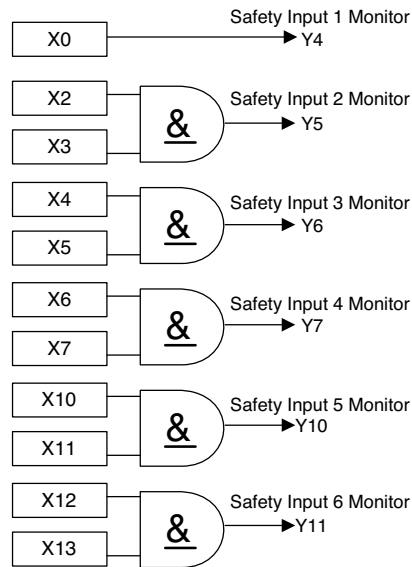 Safety Input 1 Monitor
X0
Y4
X2
Safety Input 2 Monitor
&
Y5
X3
X4
Safety Input 3 Monitor
&
Y6
X5
X6
Safety Input 4 Monitor
&
Y7
X7
X10
Safety Input 5 Monitor
&
Y10
X11
X12
Safety Input 6 Monitor
&
Y11
X13